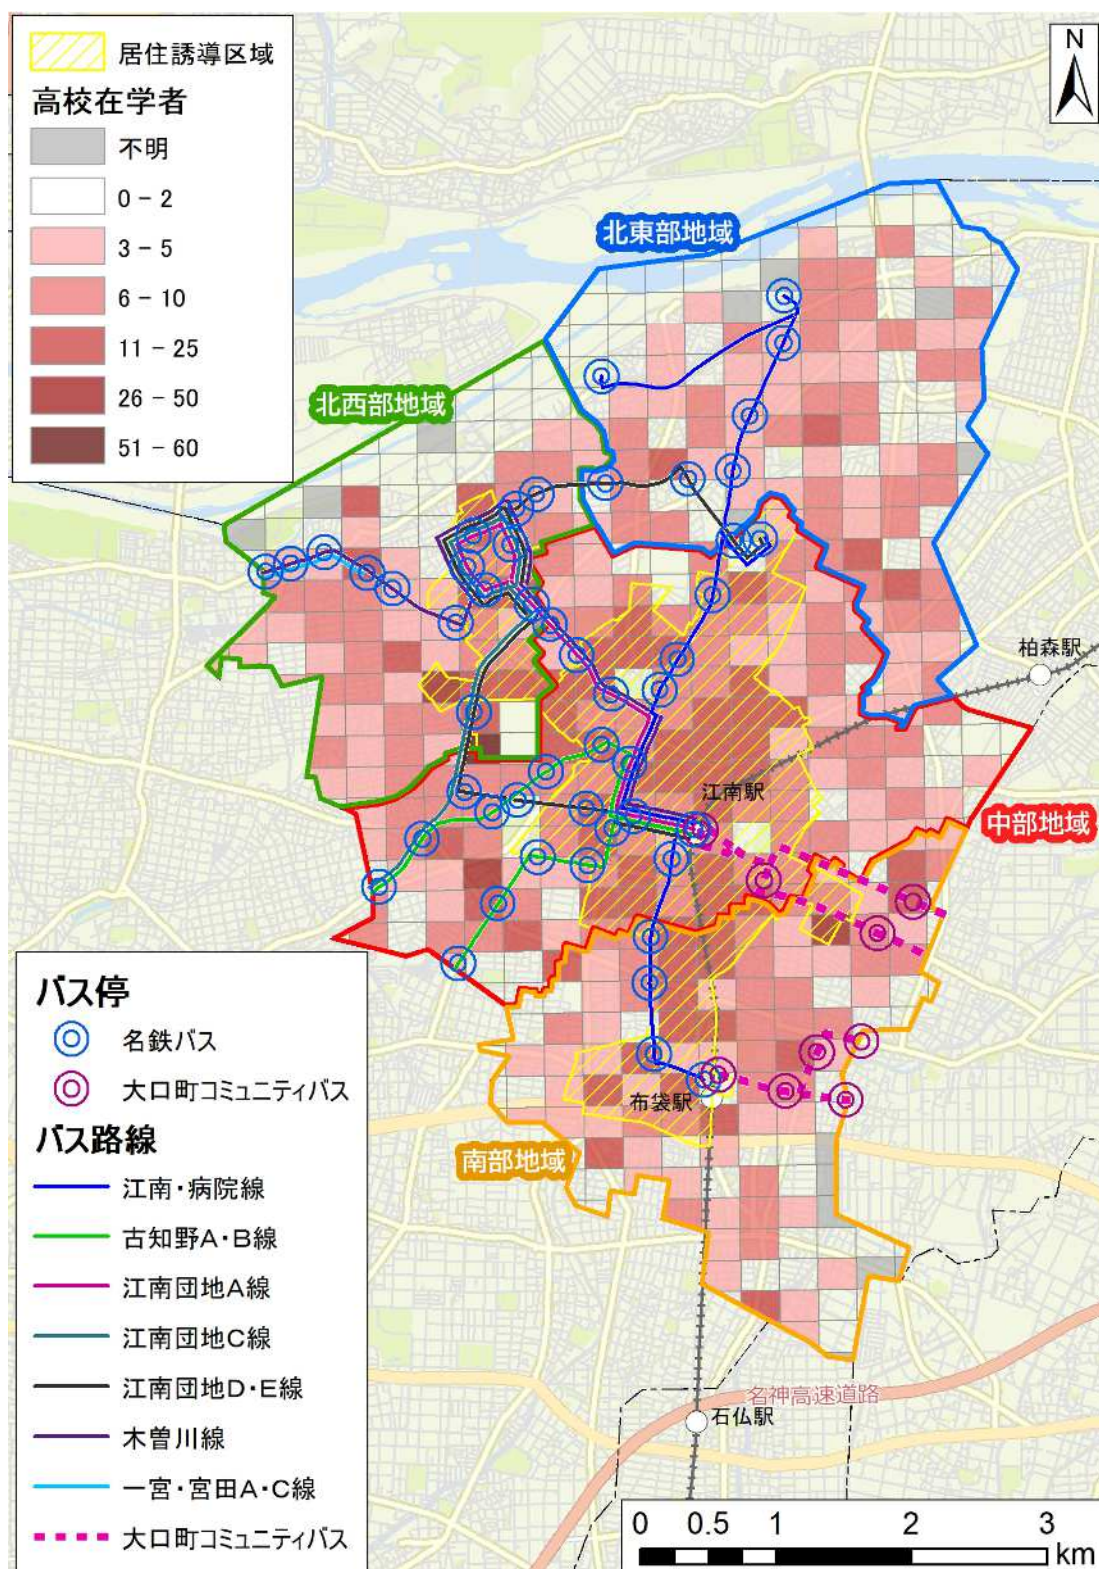 居住誘導区域
高校在学者
不明
0 - 2
3 - 5
6 - 10
11 - 25
26 - 50
51 - 60
N
北東部地域
北西部地域
柏森駅
江南駅
中部地域
布袋駅
南部地域
名神高速道路
石仏駅
バス停
名鉄バス
大口町コミュニティバス
バス路線
江南・病院線
古知野A・B線
江南団地A線
江南団地C線
江南団地D・E線
木曽川線
一宮・宮田A・C線
大口町コミュニティバス
0 0.5 1 2 3
km